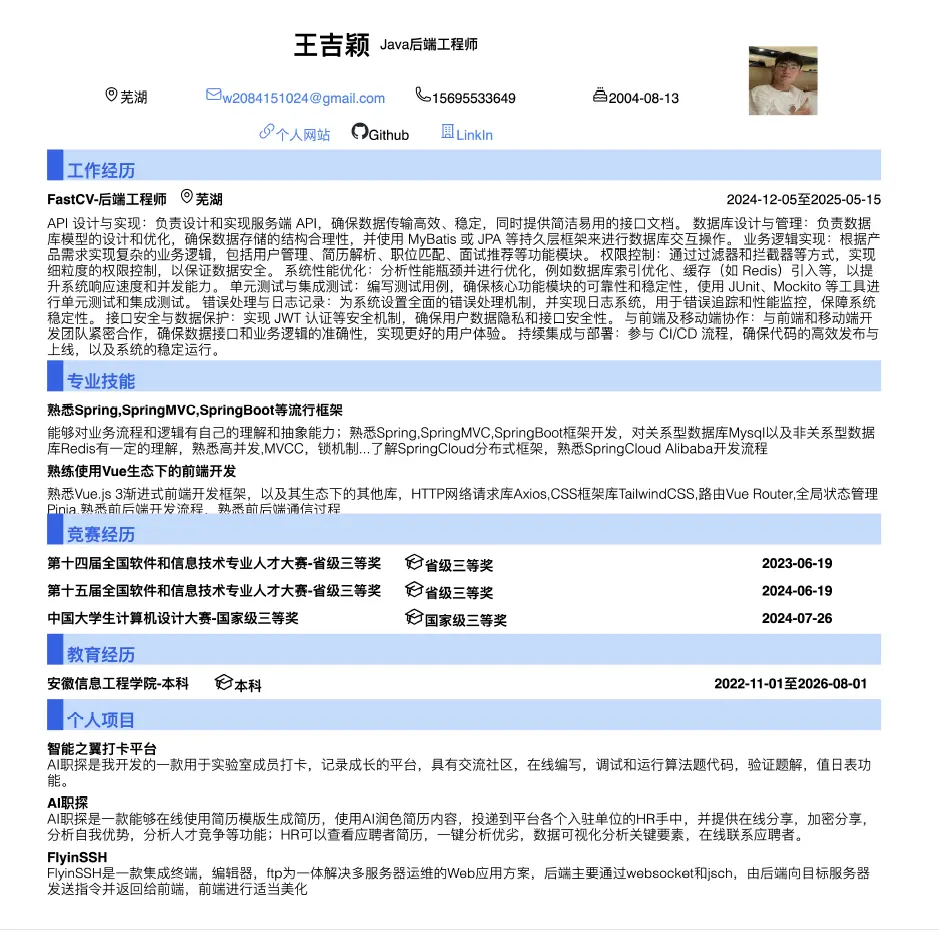 王吉颖 Java后端工程师
芜湖 w2084151024@gmail.com 15695533649 2004-08-13
个人网站 Github LinkIn
工作经历
FastCV-后端工程师 芜湖 2024-12-05至2025-05-15
API 设计与实现：负责设计和实现服务端 API，确保数据传输高效、稳定，同时提供简洁易用的接口文档。 数据库设计与管理：负责数据
库模型的设计和优化，确保数据存储的结构合理性，并使用 MyBatis 或 JPA 等持久层框架来进行数据库交互操作。 业务逻辑实现：根据产
品需求实现复杂的业务逻辑，包括用户管理、简历解析、职位匹配、面试推荐等功能模块。 权限控制：通过过滤器和拦截器等方式，实现
细粒度的权限控制，以保证数据安全。 系统性能优化：分析性能瓶颈并进行优化，例如数据库索引优化、缓存（如 Redis）引入等，以提
升系统响应速度和并发能力。 单元测试与集成测试：编写测试用例，确保核心功能模块的可靠性和稳定性，使用 JUnit、Mockito 等工具进
行单元测试和集成测试。 错误处理与日志记录：为系统设置全面的错误处理机制，并实现日志系统，用于错误追踪和性能监控，保障系统
稳定性。 接口安全与数据保护：实现 JWT 认证等安全机制，确保用户数据隐私和接口安全性。 与前端及移动端协作：与前端和移动端开
发团队紧密合作，确保数据接口和业务逻辑的准确性，实现更好的用户体验。 持续集成与部署：参与 CI/CD 流程，确保代码的高效发布与
上线，以及系统的稳定运行。
专业技能
熟悉Spring,SpringMVC,SpringBoot等流行框架
能够对业务流程和逻辑有自己的理解和抽象能力；熟悉Spring,SpringMVC,SpringBoot框架开发，对关系型数据库Mysql以及非关系型数据
库Redis有一定的理解，熟悉高并发,MVCC，锁机制...了解SpringCloud分布式框架，熟悉SpringCloud Alibaba开发流程
熟练使用Vue生态下的前端开发
熟悉Vue.js 3渐进式前端开发框架，以及其生态下的其他库，HTTP网络请求库Axios,CSS框架库TailwindCSS,路由Vue Router,全局状态管理
Pinia,熟悉前后端开发流程，熟悉前后端通信过程
竞赛经历
第十四届全国软件和信息技术专业人才大赛-省级三等奖 省级三等奖 2023-06-19
第十五届全国软件和信息技术专业人才大赛-省级三等奖 省级三等奖 2024-06-19
中国大学生计算机设计大赛-国家级三等奖 国家级三等奖 2024-07-26
教育经历
安徽信息工程学院-本科 本科 2022-11-01至2026-08-01
个人项目
智能之翼打卡平台
AI职探是我开发的一款用于实验室成员打卡，记录成长的平台，具有交流社区，在线编写，调试和运行算法题代码，验证题解，值日表功
能。
AI职探
AI职探是一款能够在线使用简历模版生成简历，使用AI润色简历内容，投递到平台各个入驻单位的HR手中，并提供在线分享，加密分享，
分析自我优势，分析人才竞争等功能；HR可以查看应聘者简历，一键分析优劣，数据可视化分析关键要素，在线联系应聘者。
FlyinSSH
FlyinSSH是一款集成终端，编辑器，ftp为一体解决多服务器运维的Web应用方案，后端主要通过websocket和jsch，由后端向目标服务器
发送指令并返回给前端，前端进行适当美化